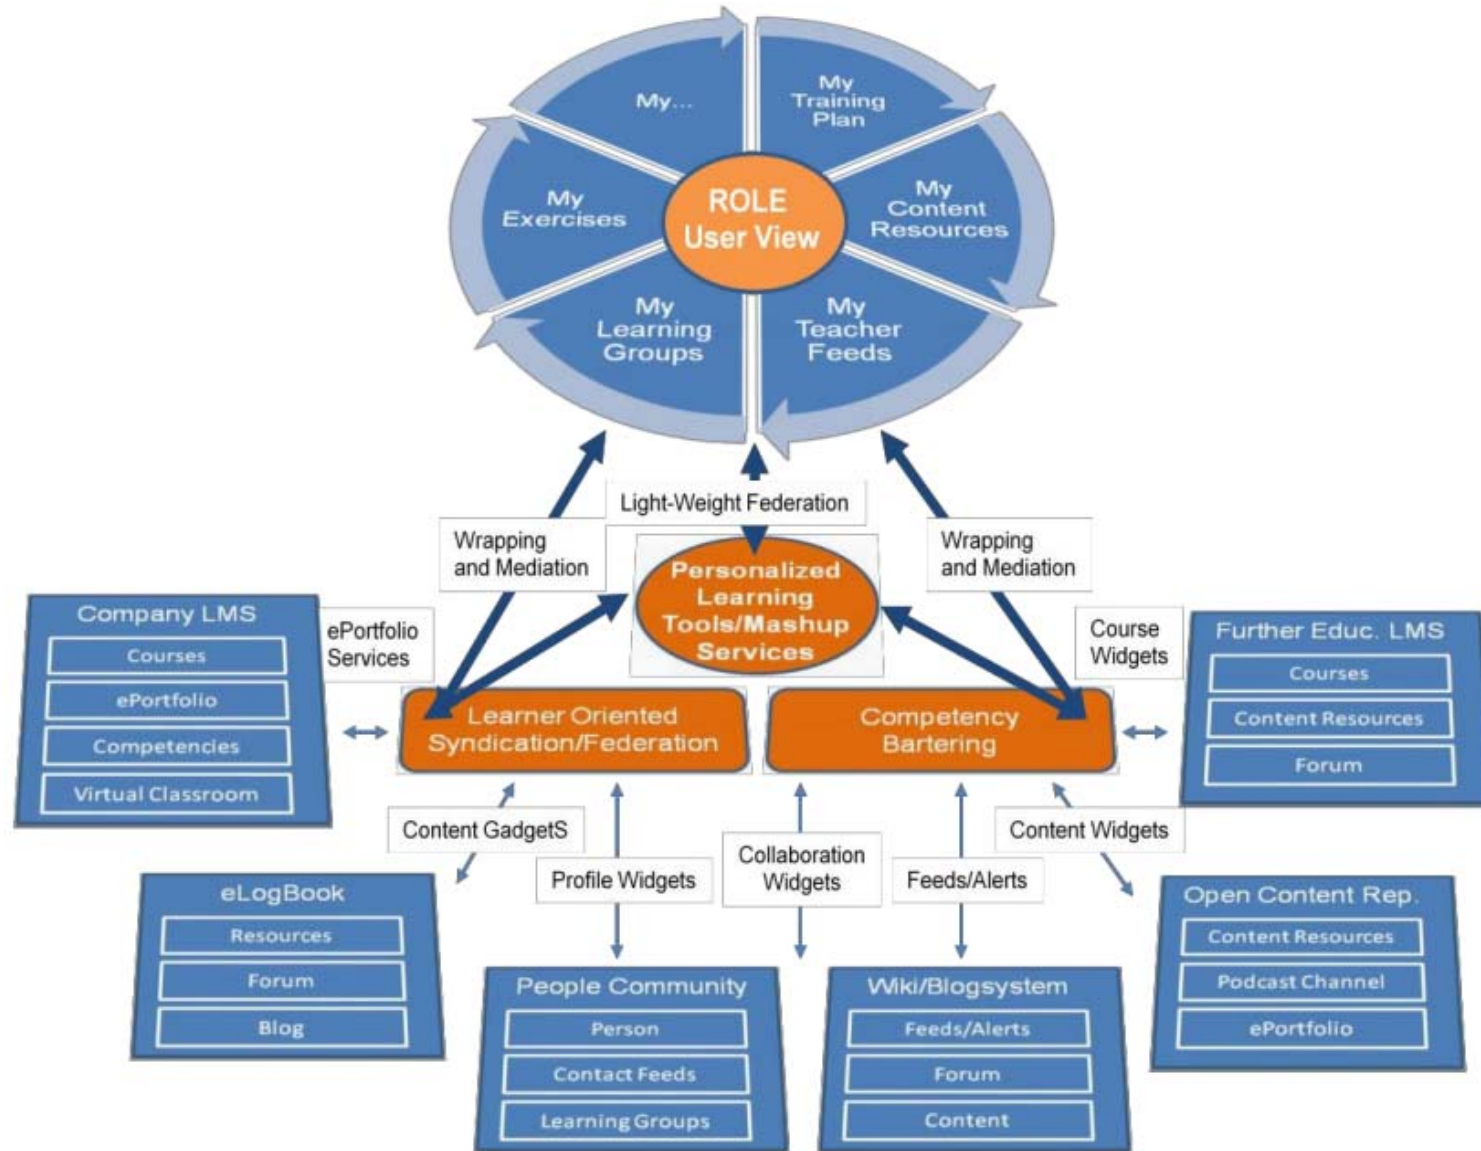 My...
My
Training
Plan
My
Exercises
ROLE
User View
My
Content
Resources
My
Learning
Groups
My
Teacher
Feeds
Light-Weight Federation
Wrapping
and Mediation
Wrapping
and Mediation
Personalized
Learning
Tools/Mashup
Services
Company LMS
Courses
ePortfolio
Competencies
Virtual Classroom
ePortfolio
Services
Course
Widgets
Further Educ. LMS
Courses
Content Resources
Forum
Learner Oriented
Syndication/Federation
Competency
Bartering
Content GadgetS
Profile Widgets
Collaboration
Widgets
Feeds/Alerts
Content Widgets
eLogBook
Resources
Forum
Blog
People Community
Person
Contact Feeds
Learning Groups
Wiki/Blogsystem
Feeds/Alerts
Forum
Content
Open Content Rep.
Content Resources
Podcast Channel
ePortfolio